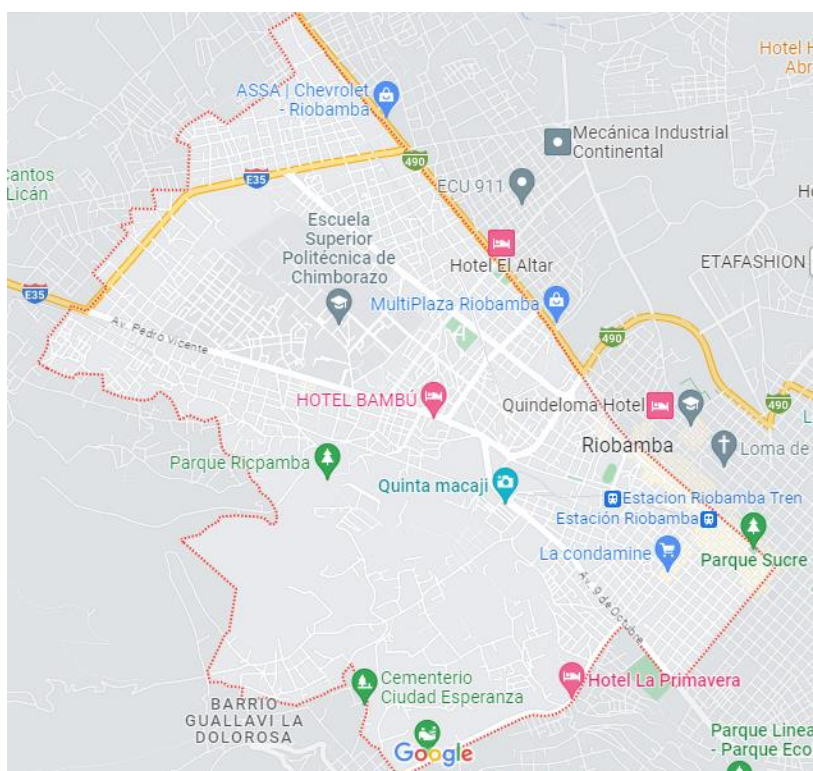 Hotel H
Abr
ASSA | Chevrolet
- Riobamba
490
Mecánica Industrial
Continental
Cantos
Licán
E35
ECU 911
Escuela
Superior
Politécnica de
Chimborazo
Hotel El Altar
ETAFASHION
E35
MultiPlaza Riobamba
Av. Pedro Vicente
490
HOTEL BAMBÚ
Quindeloma Hotel
490
Riobamba
Loma de
Parque Ricpamba
Quinta macaji
Estacion Riobamba Tren
Estación Riobamba
La condamine
Parque Sucre
Av. 9 de Octubre
Cementerio
Ciudad Esperanza
Hotel La Primavera
BARRIO
GUALLAVI LA
DOLOROSA
Parque Linea
- Parque Eco
Google